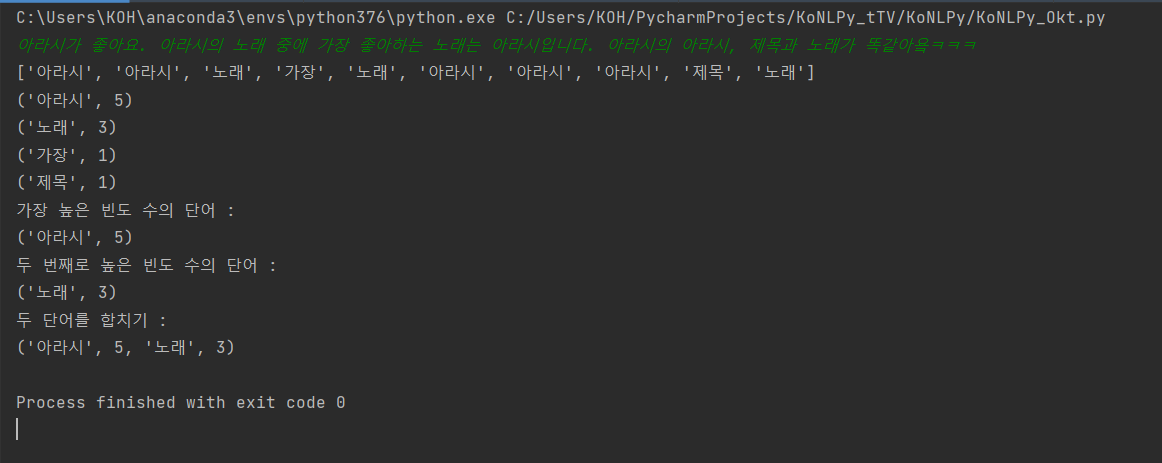 C:\Users\KOH\anaconda3\envs\python376\python.exe C:/Users/KOH/PycharmProjects/KoNLPy_tTV/KoNLPy/KoNLPy_Okt.py
아라시가 좋아요. 아라시의 노래 중에 가장 좋아하는 노래는 아라시입니다. 아라시의 아라시, 제목과 노래가 똑같아욬ㅋㅋㅋ
['아라시', '아라시', '노래', '가장', '노래', '아라시', '아라시', '아라시', '제목', '노래']
('아라시', 5)
('노래', 3)
('가장', 1)
('제목', 1)
가장 높은 빈도 수의 단어 :
('아라시', 5)
두 번째로 높은 빈도 수의 단어 :
('노래', 3)
두 단어를 합치기 :
('아라시', 5, '노래', 3)
Process finished with exit code 0